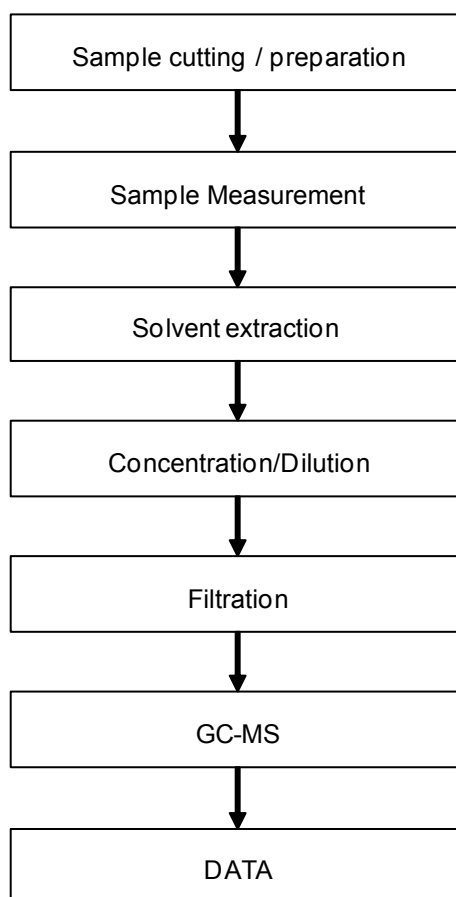 Sample cutting / preparation
Sample Measurement
Solvent extraction
Concentration/Dilution
Filtration
GC-MS
DATA